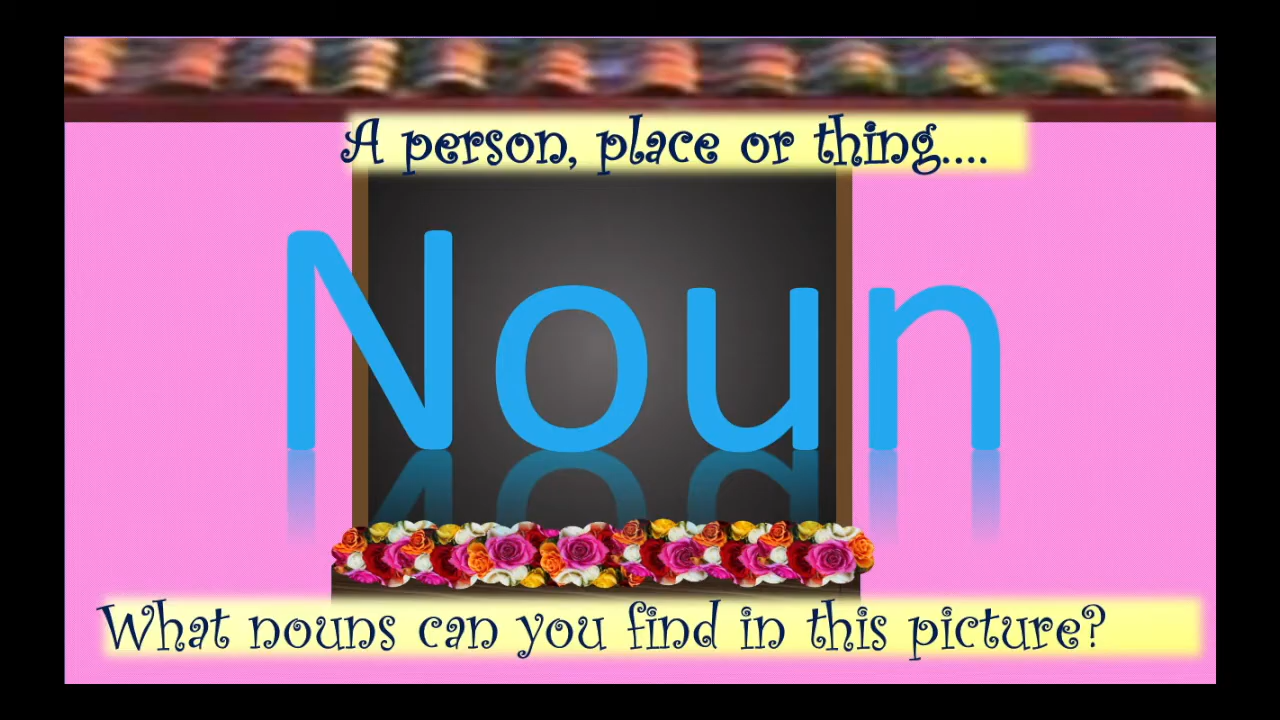 A person, place or thing....
Noun
What nouns can you find in this picture?